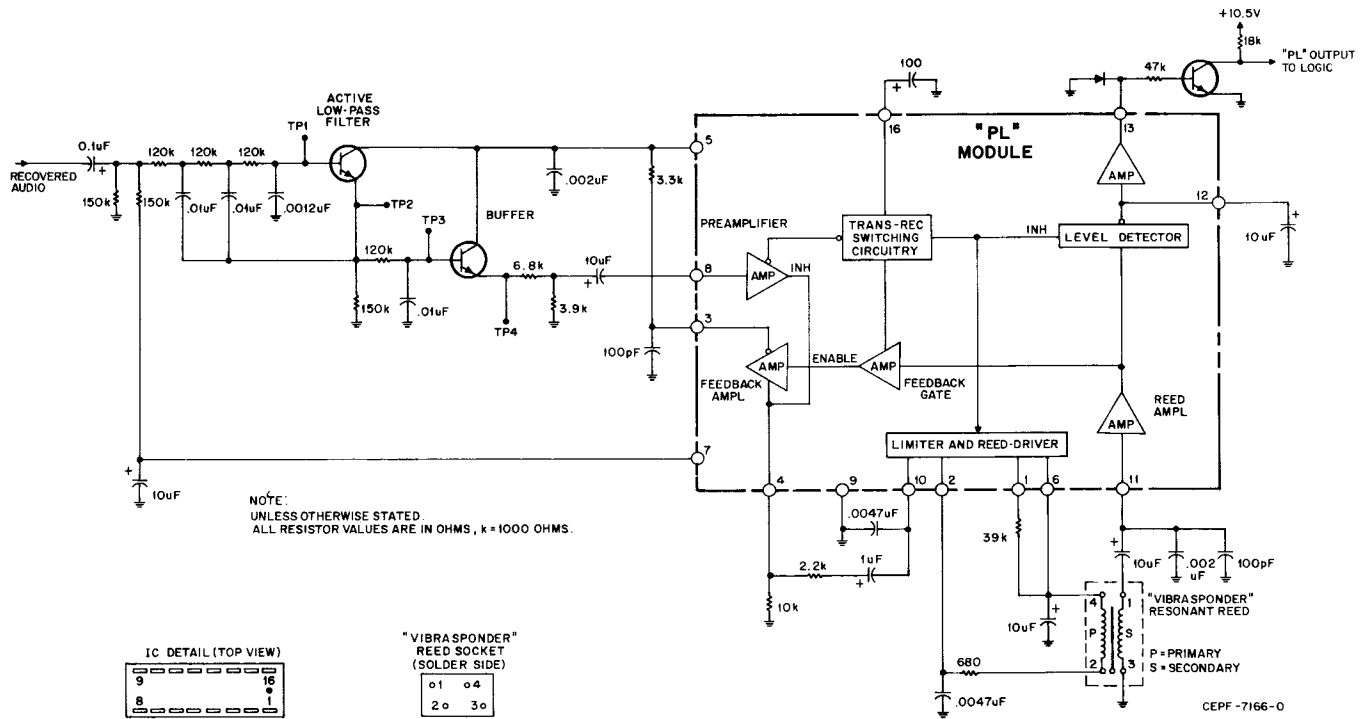 +10.5V
18k
"PL" OUTPUT
TO LOGIC
47k
100
+
16
13
"PL"
MODULE
ACTIVE
LOW-PASS
FILTER
TP1
0.1uF
+
120k
120k
120k
5
RECOVERED
AUDIO
150k
150k
.01uF
.01uF
.0012uF
TP2
TP3
BUFFER
.002uF
3.3k
PREAMPLIFIER
AMP
12
+
10uF
TRANS-REC
SWITCHING
CIRCUITRY
INH
LEVEL DETECTOR
120k
6.8k
10uF
+
8
AMP
INH
150k
.01uF
TP4
3.9k
3
100pF
AMP
ENABLE
AMP
FEEDBACK
AMPL
FEEDBACK
GATE
REED
AMPL
AMP
LIMITER AND REED-DRIVER
7
+
10uF
4
9
10
2
1
6
11
NOTE:
UNLESS OTHERWISE STATED.
ALL RESISTOR VALUES ARE IN OHMS, k = 1000 OHMS.
.0047uF
39k
2.2k
1uF
+
10k
+
10uF
.002
uF
100pF
+
10uF
"VIBRASPONDER"
RESONANT REED
4
1
P
S
2
3
P = PRIMARY
S = SECONDARY
680
.0047uF
IC DETAIL (TOP VIEW)
9
16
8
1
"VIBRASPONDER"
REED SOCKET
(SOLDER SIDE)
1
4
2
3
CEPF-7166-O